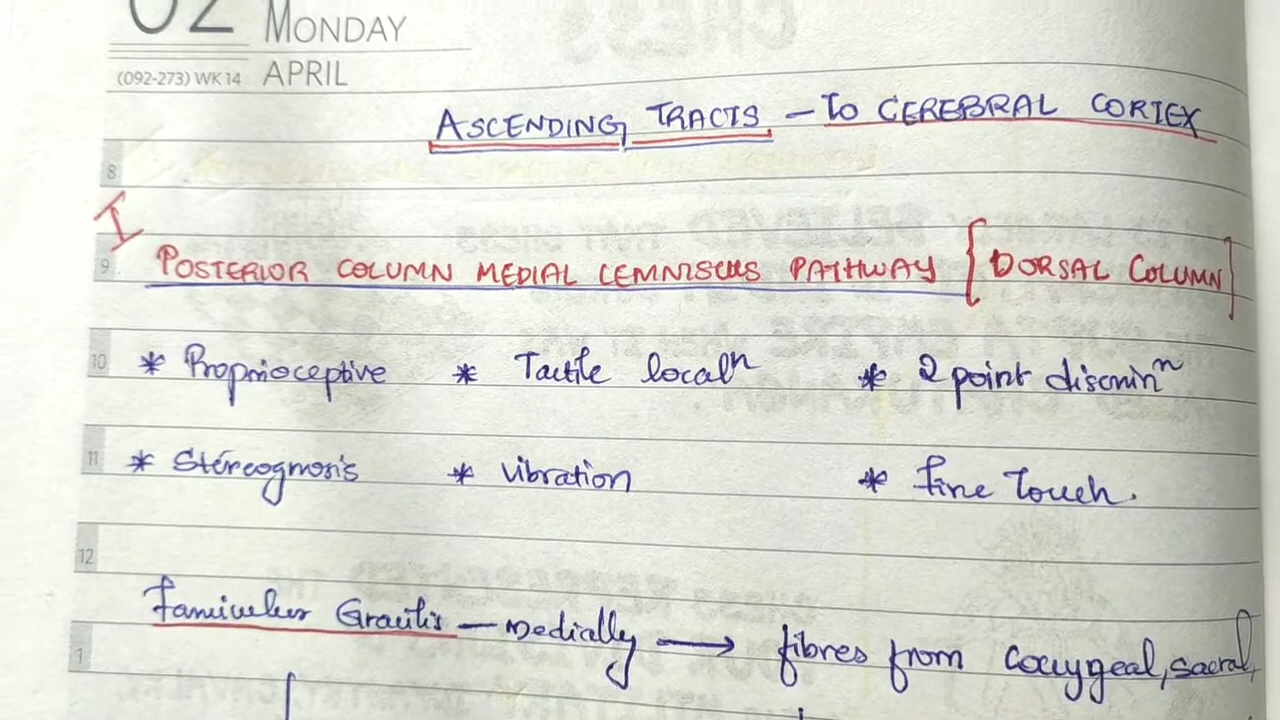 02 MONDAY
(092-273) WK 14 APRIL
ASCENDING TRACTS – To CEREBRAL CORTEX
8
I
9 POSTERIOR COLUMN MEDIAL LEMNISCUS PATHWAY [DORSAL COLUMN]
10 * Proprioceptive * Tactile localⁿ * 2 point discrimⁿ
11 * Stereognosis * Vibration * Fine Touch.
12
Faniculus Gracilis — medially → fibres from coccygeal, sacral,
1